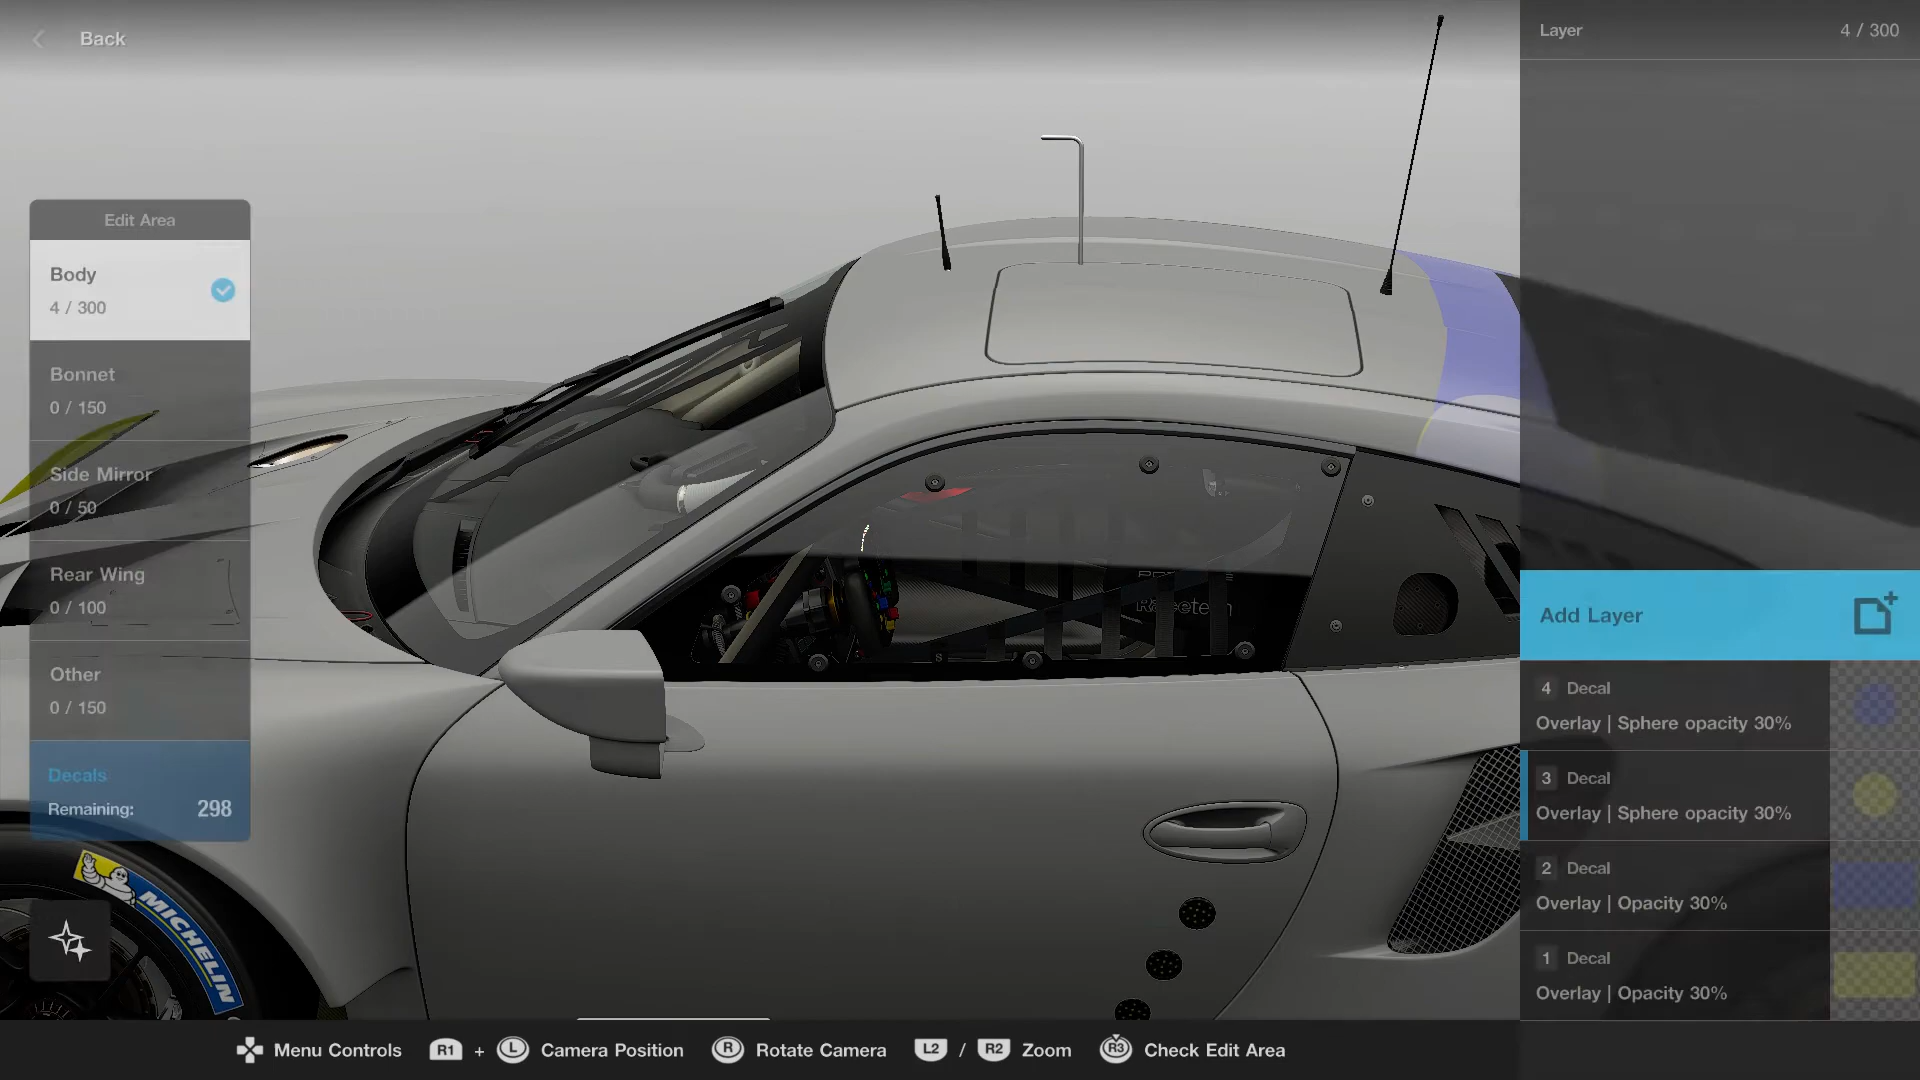 Back
Layer
4 / 300
Edit Area
Body
4 / 300
Bonnet
0 / 150
Side Mirror
0 / 50
Rear Wing
0 / 100
Other
0 / 150
Decals
Remaining: 298
MICHELIN
Racetech
Add Layer
4 Decal
Overlay | Sphere opacity 30%
3 Decal
Overlay | Sphere opacity 30%
2 Decal
Overlay | Opacity 30%
1 Decal
Overlay | Opacity 30%
Menu Controls R1 + L Camera Position R Rotate Camera L2 / R2 Zoom R3 Check Edit Area